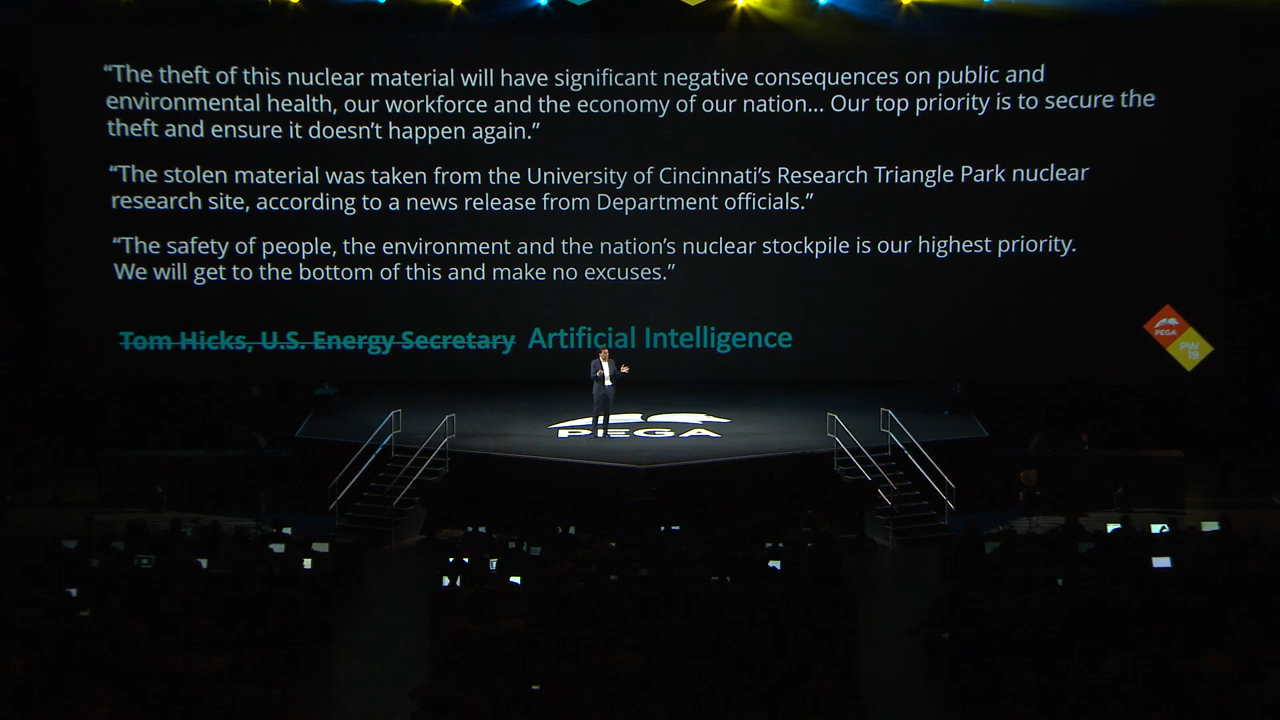 “The theft of this nuclear material will have significant negative consequences on public and
environmental health, our workforce and the economy of our nation... Our top priority is to secure the
theft and ensure it doesn’t happen again.”
“The stolen material was taken from the University of Cincinnati’s Research Triangle Park nuclear
research site, according to a news release from Department officials.”
“The safety of people, the environment and the nation’s nuclear stockpile is our highest priority.
We will get to the bottom of this and make no excuses.”
Tom Hicks, U.S. Energy Secretary Artificial Intelligence
PEGA
PW
19
PEGA